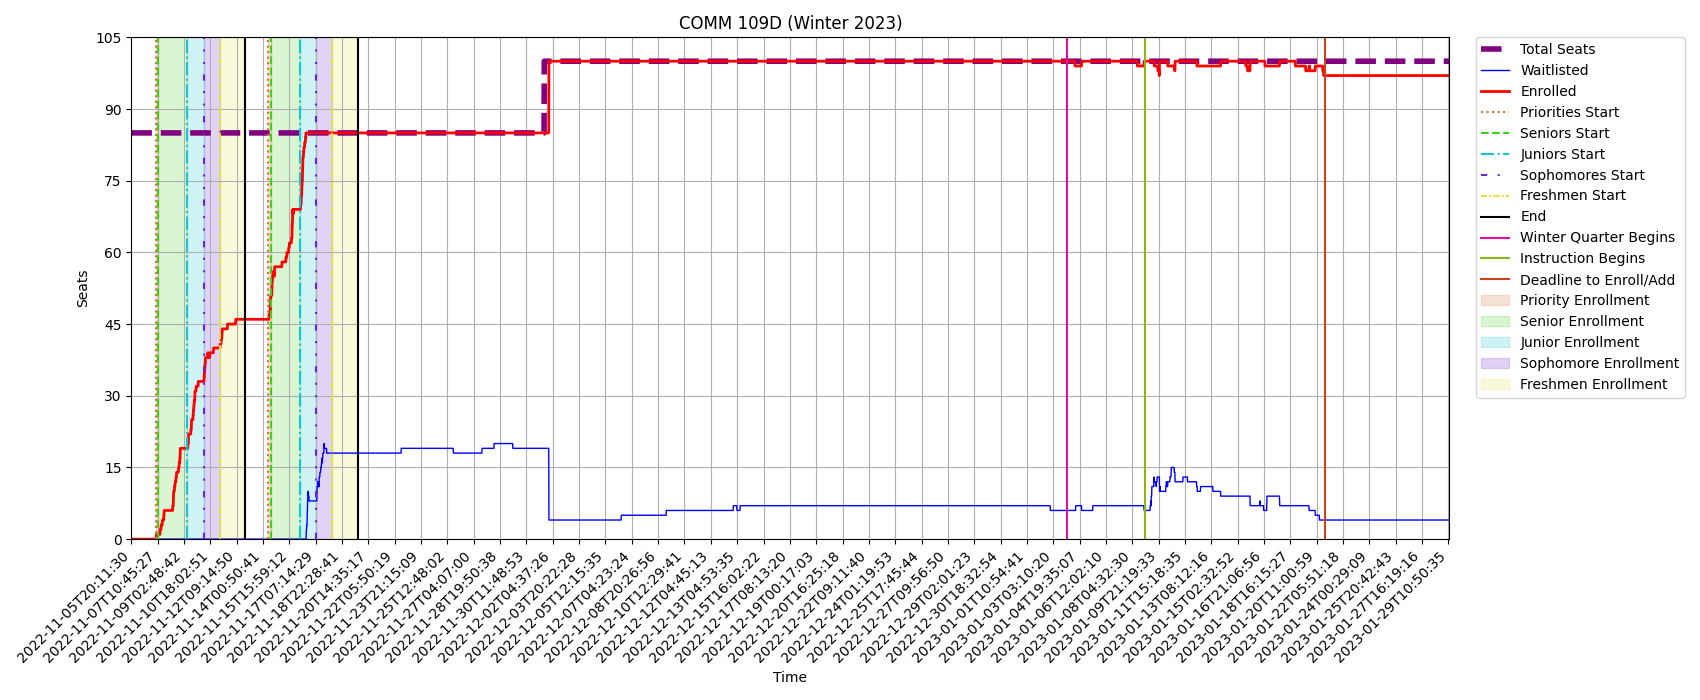 COMM 109D (Winter 2023)
105
90
75
60
45
30
15
0
Seats
2022-11-05T20:11:30
2022-11-07T10:45:27
2022-11-09T02:48:42
2022-11-10T18:02:51
2022-11-12T09:14:50
2022-11-14T00:50:41
2022-11-15T15:59:12
2022-11-17T07:14:29
2022-11-18T22:28:41
2022-11-20T14:35:17
2022-11-22T05:50:19
2022-11-23T21:15:09
2022-11-25T12:48:02
2022-11-27T04:07:00
2022-11-28T19:50:38
2022-11-30T11:48:53
2022-12-02T04:37:26
2022-12-03T20:22:28
2022-12-05T12:15:35
2022-12-07T04:23:24
2022-12-08T20:26:56
2022-12-10T12:29:41
2022-12-12T04:45:13
2022-12-13T04:53:35
2022-12-15T16:02:22
2022-12-17T08:13:20
2022-12-19T00:17:03
2022-12-20T16:25:18
2022-12-22T09:11:40
2022-12-24T01:19:53
2022-12-25T17:45:44
2022-12-27T09:56:50
2022-12-29T02:01:23
2022-12-30T18:32:54
2023-01-01T10:54:41
2023-01-03T03:10:20
2023-01-04T19:35:07
2023-01-06T12:02:10
2023-01-08T04:32:30
2023-01-09T21:19:33
2023-01-11T15:18:35
2023-01-13T08:12:16
2023-01-15T02:32:52
2023-01-16T21:06:56
2023-01-18T16:15:27
2023-01-20T11:00:59
2023-01-22T05:51:18
2023-01-24T00:29:09
2023-01-25T20:42:43
2023-01-27T16:19:16
2023-01-29T10:50:35
Time
Total Seats
Waitlisted
Enrolled
Priorities Start
Seniors Start
Juniors Start
Sophomores Start
Freshmen Start
End
Winter Quarter Begins
Instruction Begins
Deadline to Enroll/Add
Priority Enrollment
Senior Enrollment
Junior Enrollment
Sophomore Enrollment
Freshmen Enrollment